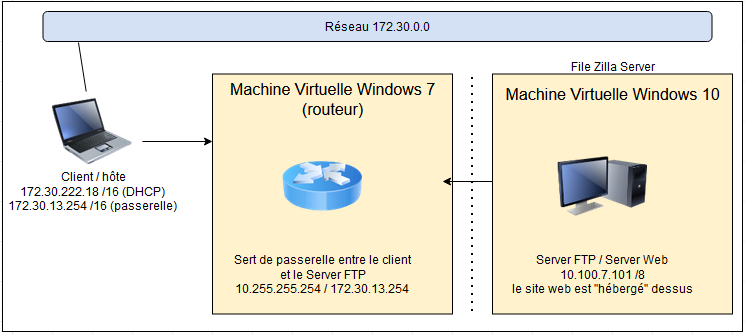 Réseau 172.30.0.0
File Zilla Server
Machine Virtuelle Windows 7
(routeur)
Machine Virtuelle Windows 10
Client / hôte
172.30.222.18 /16 (DHCP)
172.30.13.254 /16 (passerelle)
Sert de passerelle entre le client
et le Server FTP
10.255.255.254 / 172.30.13.254
Server FTP / Server Web
10.100.7.101 /8
le site web est "hébergé" dessus